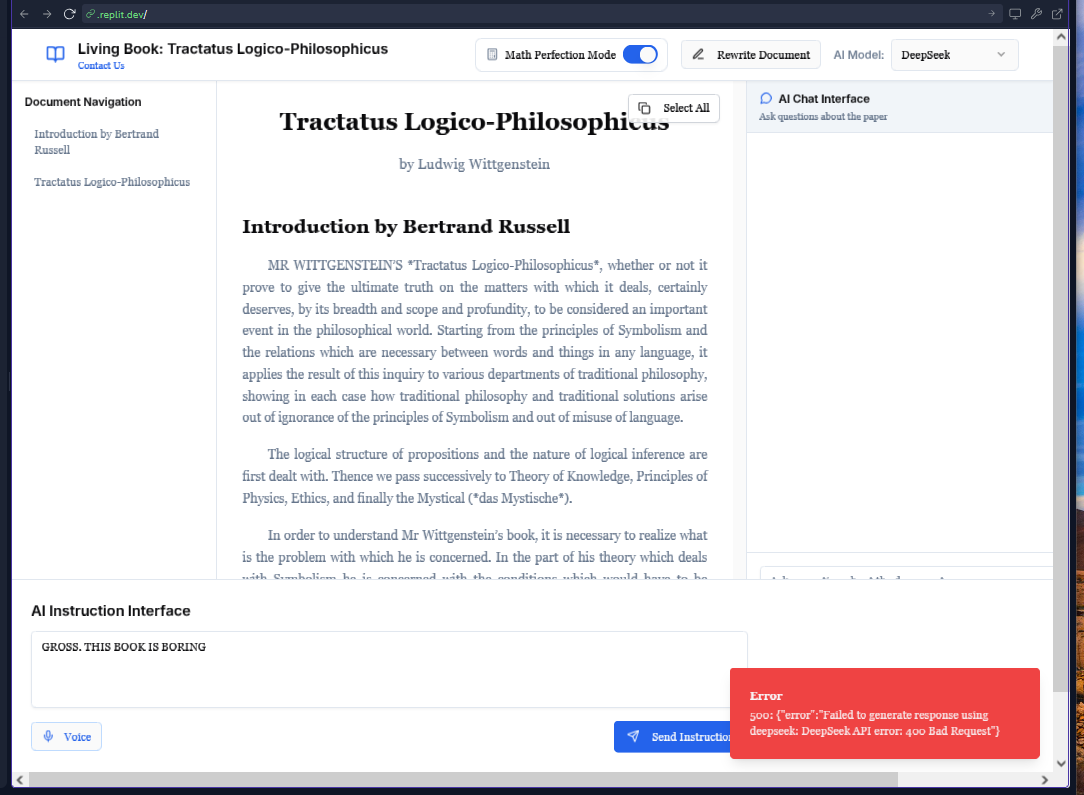 .replit.dev/
Living Book: Tractatus Logico-Philosophicus
Contact Us
Math Perfection Mode
Rewrite Document
AI Model:
DeepSeek
Document Navigation
Introduction by Bertrand
Russell
Tractatus Logico-Philosophicus
Select All
Tractatus Logico-Philosophicus
by Ludwig Wittgenstein
Introduction by Bertrand Russell
MR WITTGENSTEIN'S *Tractatus Logico-Philosophicus*, whether or not it
prove to give the ultimate truth on the matters with which it deals, certainly
deserves, by its breadth and scope and profundity, to be considered an important
event in the philosophical world. Starting from the principles of Symbolism and
the relations which are necessary between words and things in any language, it
applies the result of this inquiry to various departments of traditional philosophy,
showing in each case how traditional philosophy and traditional solutions arise
out of ignorance of the principles of Symbolism and out of misuse of language.
The logical structure of propositions and the nature of logical inference are
first dealt with. Thence we pass successively to Theory of Knowledge, Principles of
Physics, Ethics, and finally the Mystical (*das Mystische*).
In order to understand Mr Wittgenstein's book, it is necessary to realize what
is the problem with which he is concerned. In the part of his theory which deals
with Symbolism he is concerned with the conditions which would have to be
AI Chat Interface
Ask questions about the paper
AI Instruction Interface
GROSS. THIS BOOK IS BORING
Voice
Send Instruction
Error
500: {"error":"Failed to generate response using
deepseek: DeepSeek API error: 400 Bad Request"}